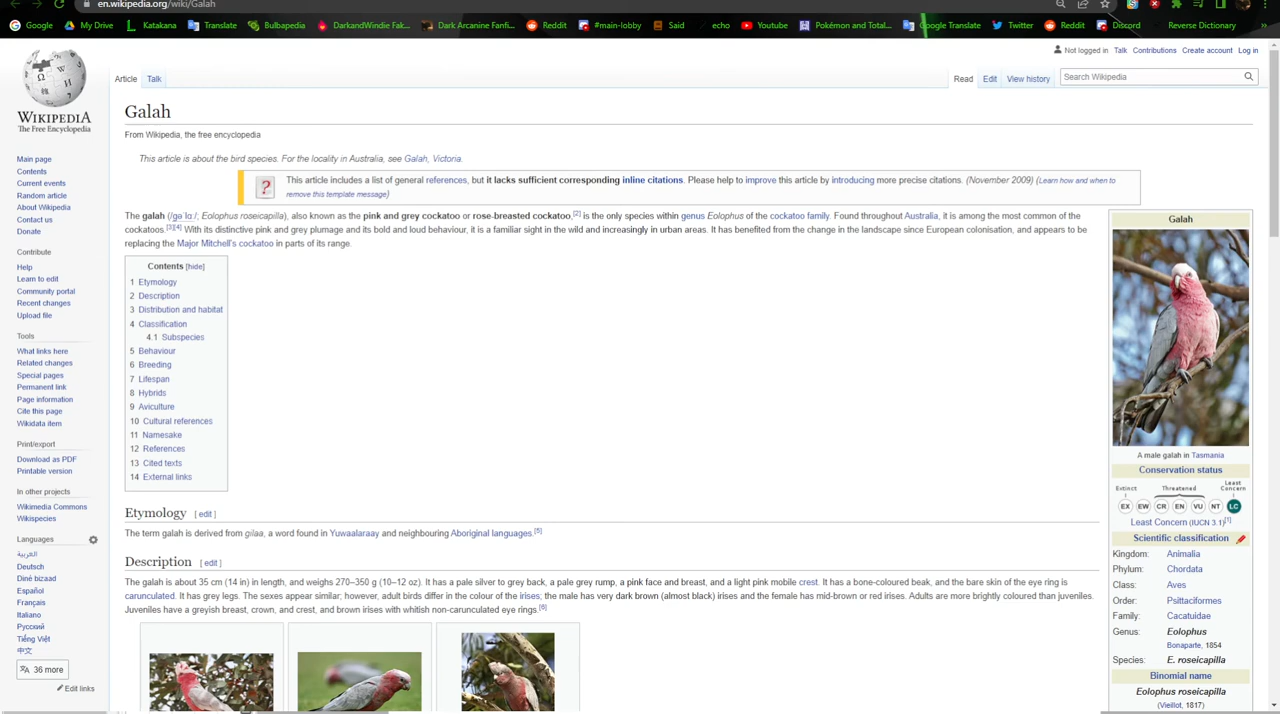 en.wikipedia.org/wiki/Galah
Google My Drive Katakana Translate Bulbapedia DarkandWindie Fak... Dark Arcanine Fanfi... Reddit #main-lobby Said echo Youtube Pokémon and Total... Google Translate Twitter Reddit Discord Reverse Dictionary »
Not logged in Talk Contributions Create account Log in
Article Talk Read Edit View history Search Wikipedia
WIKIPEDIA
The Free Encyclopedia
Main page
Contents
Current events
Random article
About Wikipedia
Contact us
Donate
Contribute
Help
Learn to edit
Community portal
Recent changes
Upload file
Tools
What links here
Related changes
Special pages
Permanent link
Page information
Cite this page
Wikidata item
Print/export
Download as PDF
Printable version
In other projects
Wikimedia Commons
Wikispecies
Languages
العربية
Deutsch
Diné bizaad
Español
Français
Italiano
Русский
Tiếng Việt
中文
36 more
Edit links
Galah
From Wikipedia, the free encyclopedia
This article is about the bird species. For the locality in Australia, see Galah, Victoria.
This article includes a list of general references, but it lacks sufficient corresponding inline citations. Please help to improve this article by introducing more precise citations. (November 2009) (Learn how and when to
remove this template message)
The galah (/ɡəˈlɑː/; Eolophus roseicapilla), also known as the pink and grey cockatoo or rose-breasted cockatoo,[2] is the only species within genus Eolophus of the cockatoo family. Found throughout Australia, it is among the most common of the
cockatoos.[3][4] With its distinctive pink and grey plumage and its bold and loud behaviour, it is a familiar sight in the wild and increasingly in urban areas. It has benefited from the change in the landscape since European colonisation, and appears to be
replacing the Major Mitchell's cockatoo in parts of its range.
Contents [hide]
1 Etymology
2 Description
3 Distribution and habitat
4 Classification
4.1 Subspecies
5 Behaviour
6 Breeding
7 Lifespan
8 Hybrids
9 Aviculture
10 Cultural references
11 Namesake
12 References
13 Cited texts
14 External links
Etymology [ edit ]
The term galah is derived from gilaa, a word found in Yuwaalaraay and neighbouring Aboriginal languages.[5]
Description [ edit ]
The galah is about 35 cm (14 in) in length, and weighs 270–350 g (10–12 oz). It has a pale silver to grey back, a pale grey rump, a pink face and breast, and a light pink mobile crest. It has a bone-coloured beak, and the bare skin of the eye ring is
carunculated. It has grey legs. The sexes appear similar; however, adult birds differ in the colour of the irises; the male has very dark brown (almost black) irises and the female has mid-brown or red irises. Adults are more brightly coloured than juveniles.
Juveniles have a greyish breast, crown, and crest, and brown irises with whitish non-carunculated eye rings.[6]
Galah
A male galah in Tasmania
Conservation status
Extinct Threatened Least Concern
EX EW CR EN VU NT LC
Least Concern (IUCN 3.1)[1]
Scientific classification
Kingdom: Animalia
Phylum: Chordata
Class: Aves
Order: Psittaciformes
Family: Cacatuidae
Genus: Eolophus
Bonaparte, 1854
Species: E. roseicapilla
Binomial name
Eolophus roseicapilla
(Vieillot, 1817)